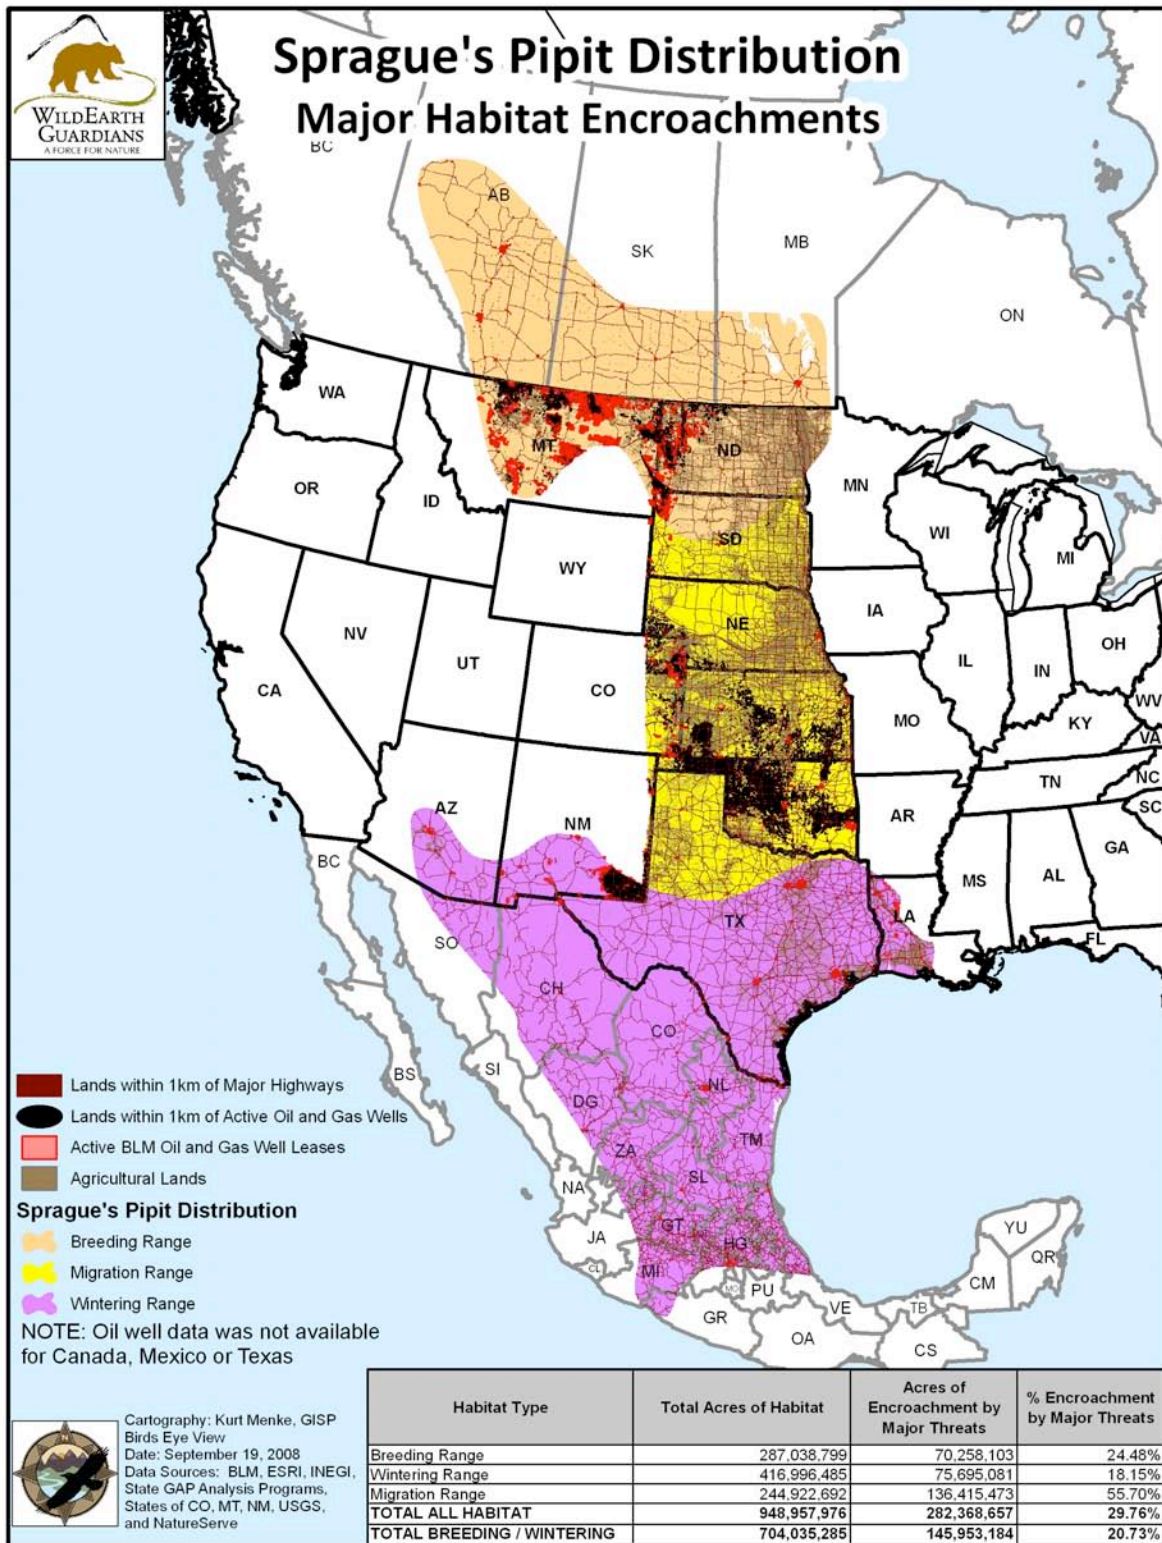 Sprague's Pipit Distribution
Major Habitat Encroachments
WILDEARTH
GUARDIANS
A FORCE FOR NATURE
BC
AB
SK
MB
ON
WA
MT
ND
OR
ID
MN
SD
WI
MI
WY
NE
IA
NV
UT
CO
CA
IL
IN
OH
MO
KY
WV
VA
AZ
NM
AR
TN
NC
SC
BC
TX
MS
AL
GA
LA
FL
SO
CH
CO
BS
SI
DG
NL
ZA
TM
SL
NA
JA
GT
HG
CL
MI
MO
PU
GR
VE
OA
TB
CS
CM
YU
QR
Lands within 1km of Major Highways
Lands within 1km of Active Oil and Gas Wells
Active BLM Oil and Gas Well Leases
Agricultural Lands
Sprague's Pipit Distribution
Breeding Range
Migration Range
Wintering Range
NOTE: Oil well data was not available
for Canada, Mexico or Texas
N
Cartography: Kurt Menke, GISP
Birds Eye View
Date: September 19, 2008
Data Sources: BLM, ESRI, INEGI,
State GAP Analysis Programs,
States of CO, MT, NM, USGS,
and NatureServe
Habitat Type Total Acres of Habitat Acres of Encroachment by Major Threats % Encroachment by Major Threats
Breeding Range 287,038,799 70,258,103 24.48%
Wintering Range 416,996,485 75,695,081 18.15%
Migration Range 244,922,692 136,415,473 55.70%
TOTAL ALL HABITAT 948,957,976 282,368,657 29.76%
TOTAL BREEDING / WINTERING 704,035,285 145,953,184 20.73%